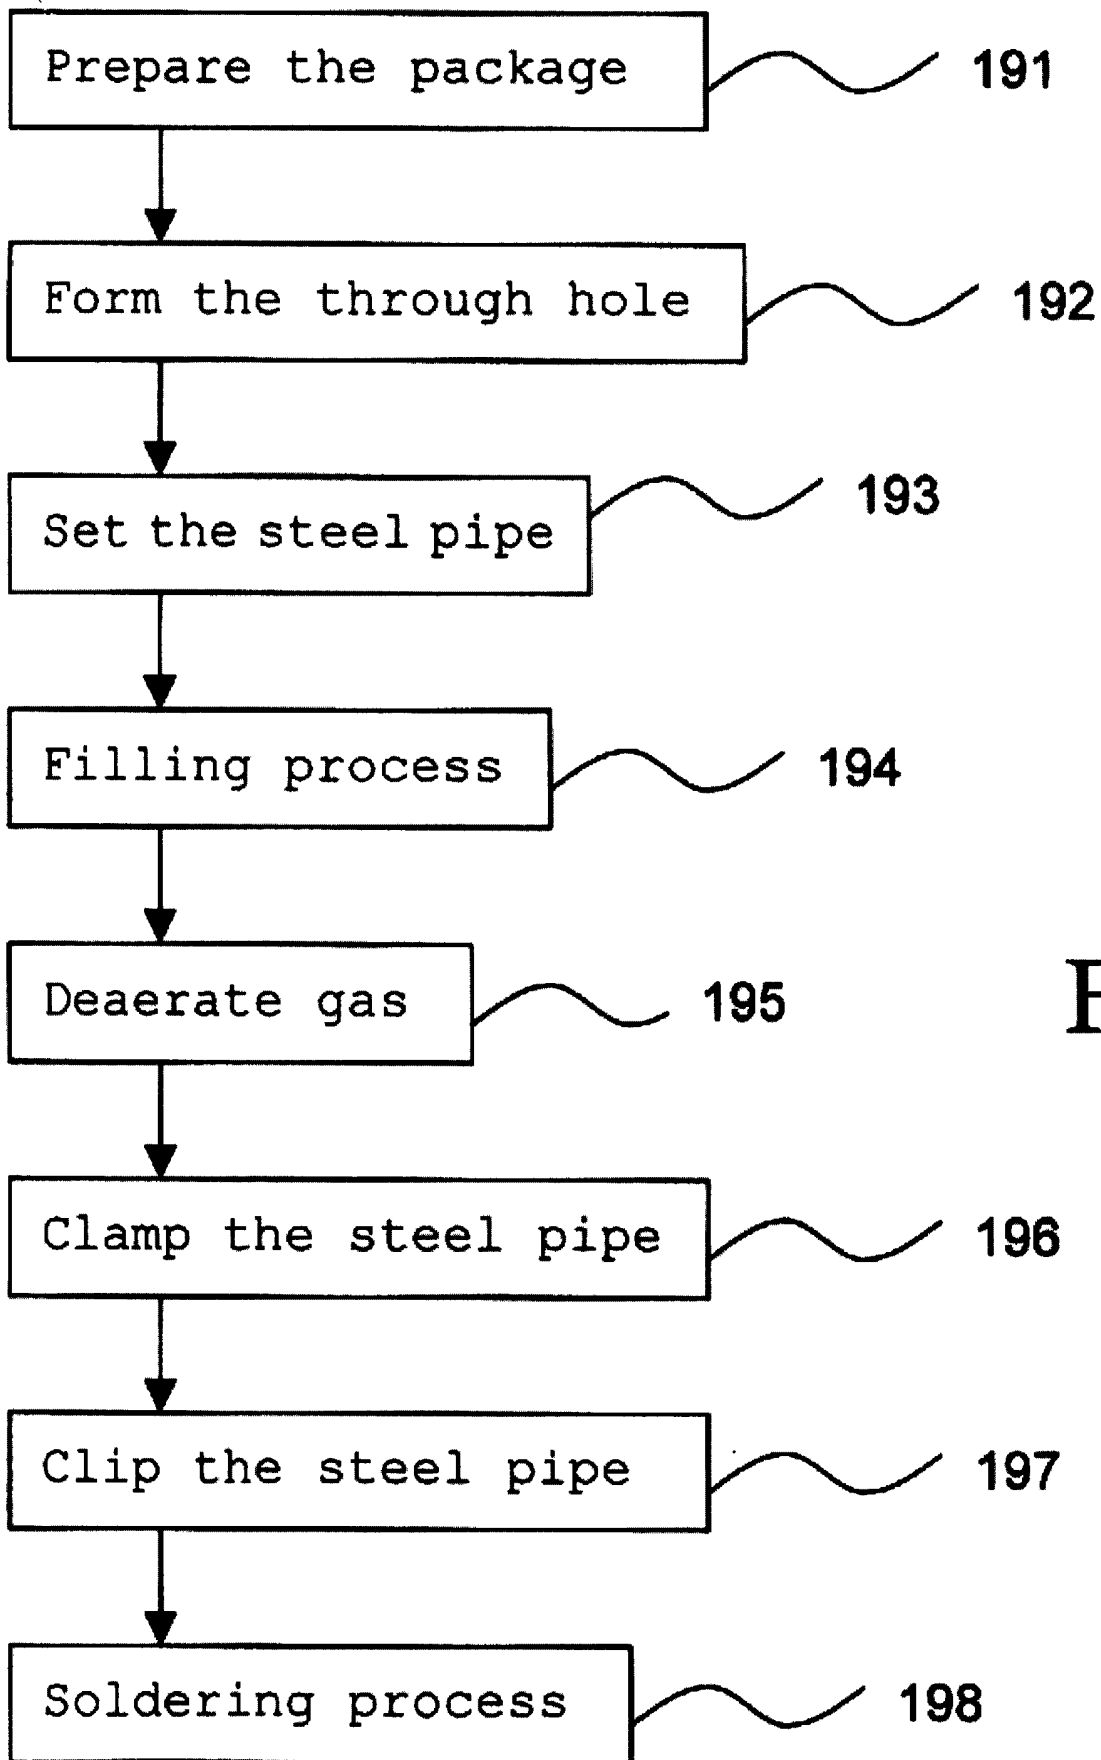 Prepare the package 191
Form the through hole 192
Set the steel pipe 193
Filling process 194
Deaerate gas 195
Clamp the steel pipe 196
Clip the steel pipe 197
Soldering process 198